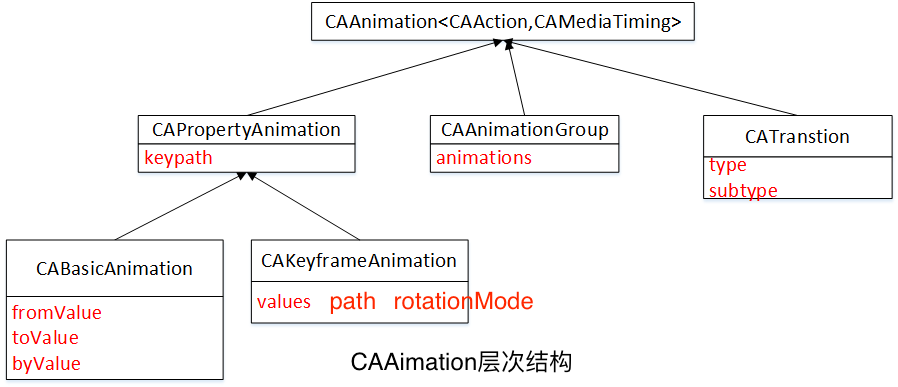 CAAnimation<CAAction,CAMediaTiming>
CAPropertyAnimation
keypath
CAAnimationGroup
animations
CATranstion
type
subtype
CABasicAnimation
fromValue
toValue
byValue
CAKeyframeAnimation
values path rotationMode
CAAimation层次结构